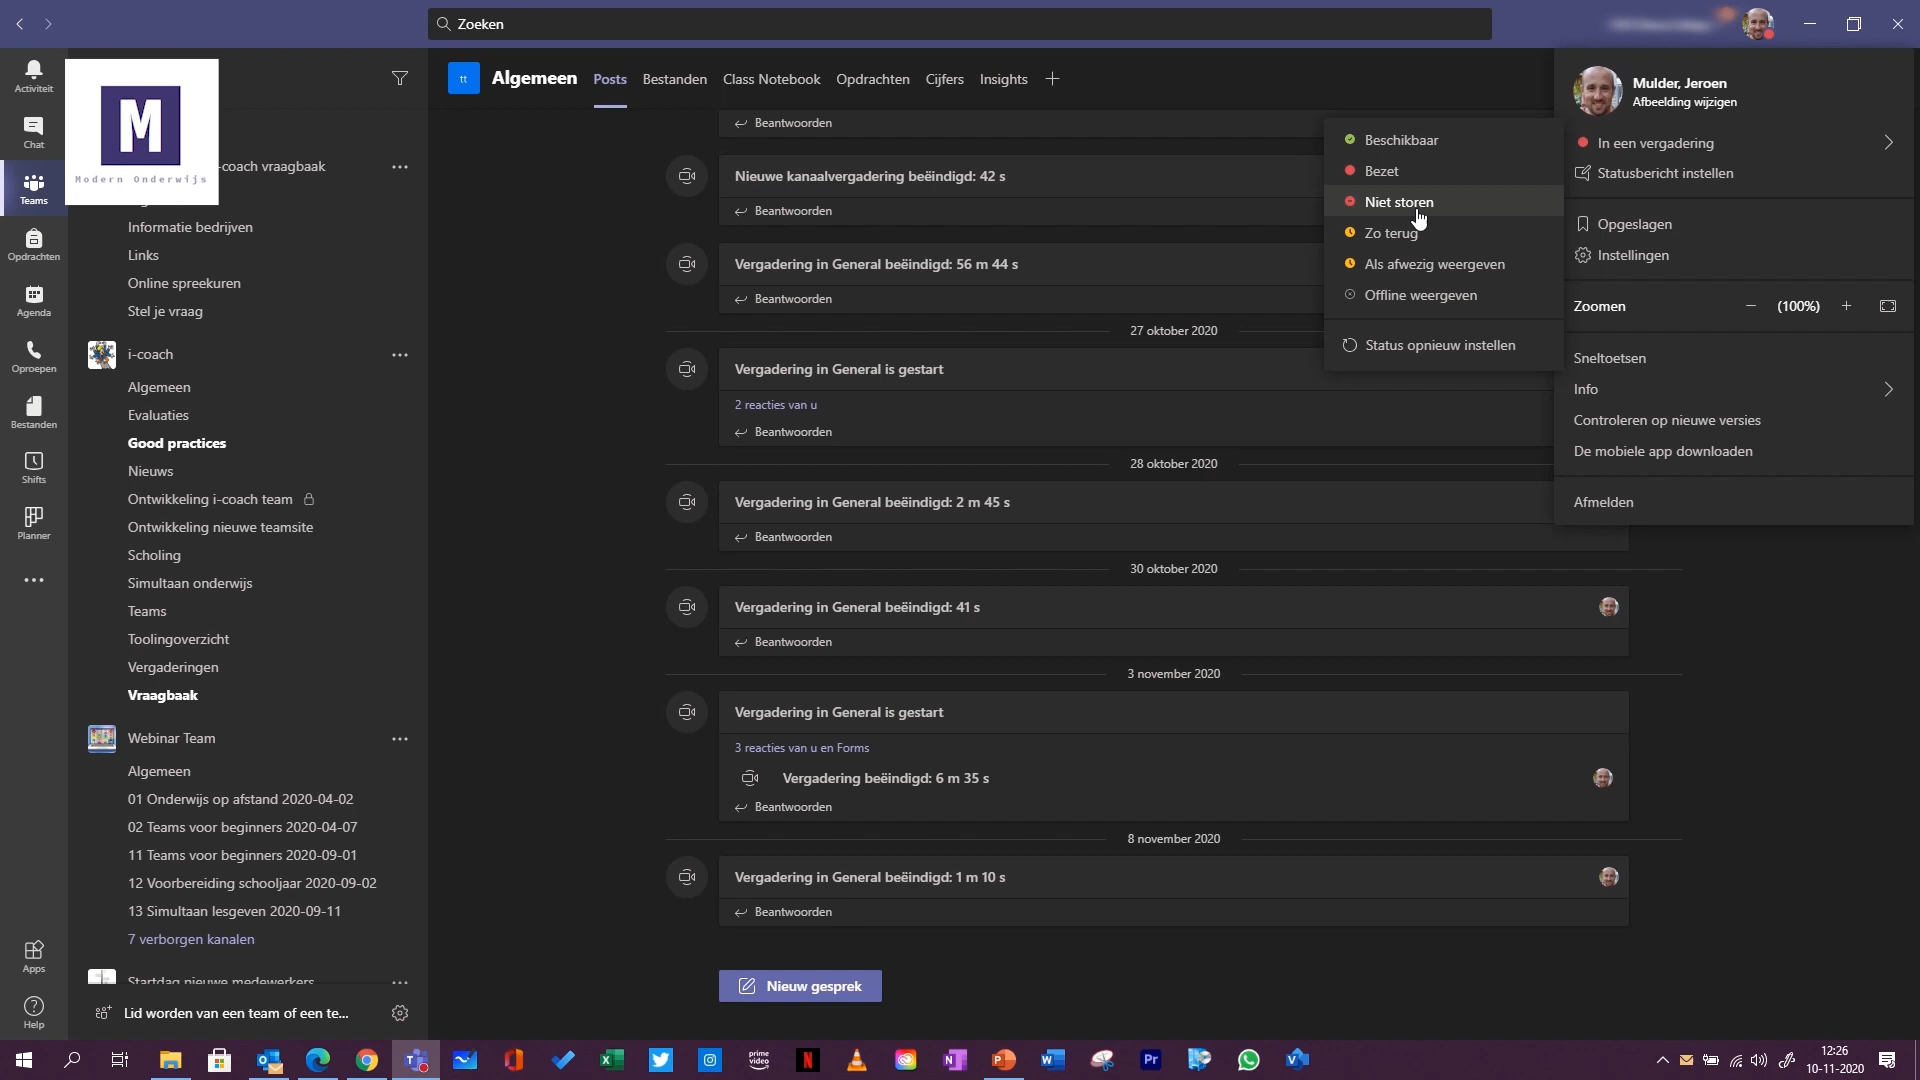 Zoeken
Activiteit
Chat
Teams
Opdrachten
Agenda
Oproepen
Bestanden
Shifts
Planner
Apps
Help
M
Modern Onderwijs
-coach vraagbaak
Informatie bedrijven
Links
Online spreekuren
Stel je vraag
i-coach
Algemeen
Evaluaties
Good practices
Nieuws
Ontwikkeling i-coach team
Ontwikkeling nieuwe teamsite
Scholing
Simultaan onderwijs
Teams
Toolingoverzicht
Vergaderingen
Vraagbaak
Webinar Team
Algemeen
01 Onderwijs op afstand 2020-04-02
02 Teams voor beginners 2020-04-07
11 Teams voor beginners 2020-09-01
12 Voorbereiding schooljaar 2020-09-02
13 Simultaan lesgeven 2020-09-11
7 verborgen kanalen
Startdag nieuwe medewerkers
Lid worden van een team of een te...
tt Algemeen Posts Bestanden Class Notebook Opdrachten Cijfers Insights
Beantwoorden
Nieuwe kanaalvergadering beëindigd: 42 s
Beantwoorden
Vergadering in General beëindigd: 56 m 44 s
Beantwoorden
27 oktober 2020
Vergadering in General is gestart
2 reacties van u
Beantwoorden
28 oktober 2020
Vergadering in General beëindigd: 2 m 45 s
Beantwoorden
30 oktober 2020
Vergadering in General beëindigd: 41 s
Beantwoorden
3 november 2020
Vergadering in General is gestart
3 reacties van u en Forms
Vergadering beëindigd: 6 m 35 s
Beantwoorden
8 november 2020
Vergadering in General beëindigd: 1 m 10 s
Beantwoorden
Nieuw gesprek
Beschikbaar
Bezet
Niet storen
Zo terug
Als afwezig weergeven
Offline weergeven
Status opnieuw instellen
Mulder, Jeroen
Afbeelding wijzigen
In een vergadering
Statusbericht instellen
Opgeslagen
Instellingen
Zoomen (100%)
Sneltoetsen
Info
Controleren op nieuwe versies
De mobiele app downloaden
Afmelden
prime video
12:26
10-11-2020